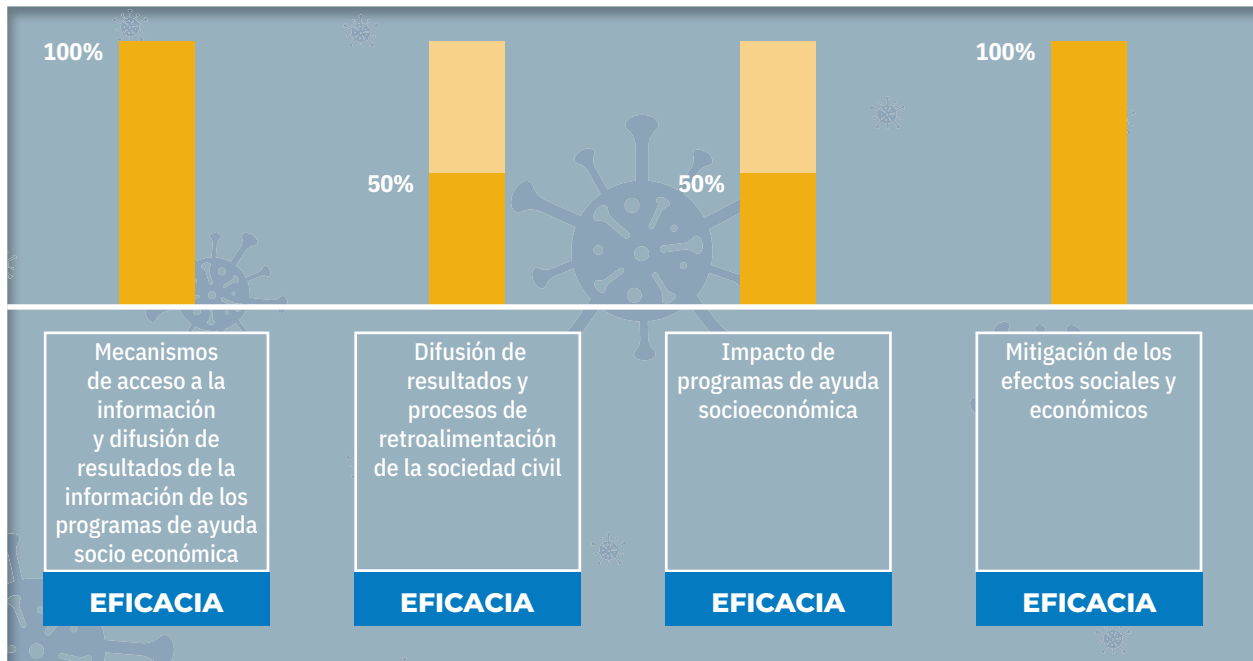 100%
50%
50%
100%
Mecanismos
de acceso a la
información
y difusión de
resultados de la
información de los
programas de ayuda
socio económica
EFICACIA
Difusión de
resultados y
procesos de
retroalimentación
de la sociedad civil
EFICACIA
Impacto de
programas de ayuda
socioeconómica
EFICACIA
Mitigación de los
efectos sociales y
económicos
EFICACIA